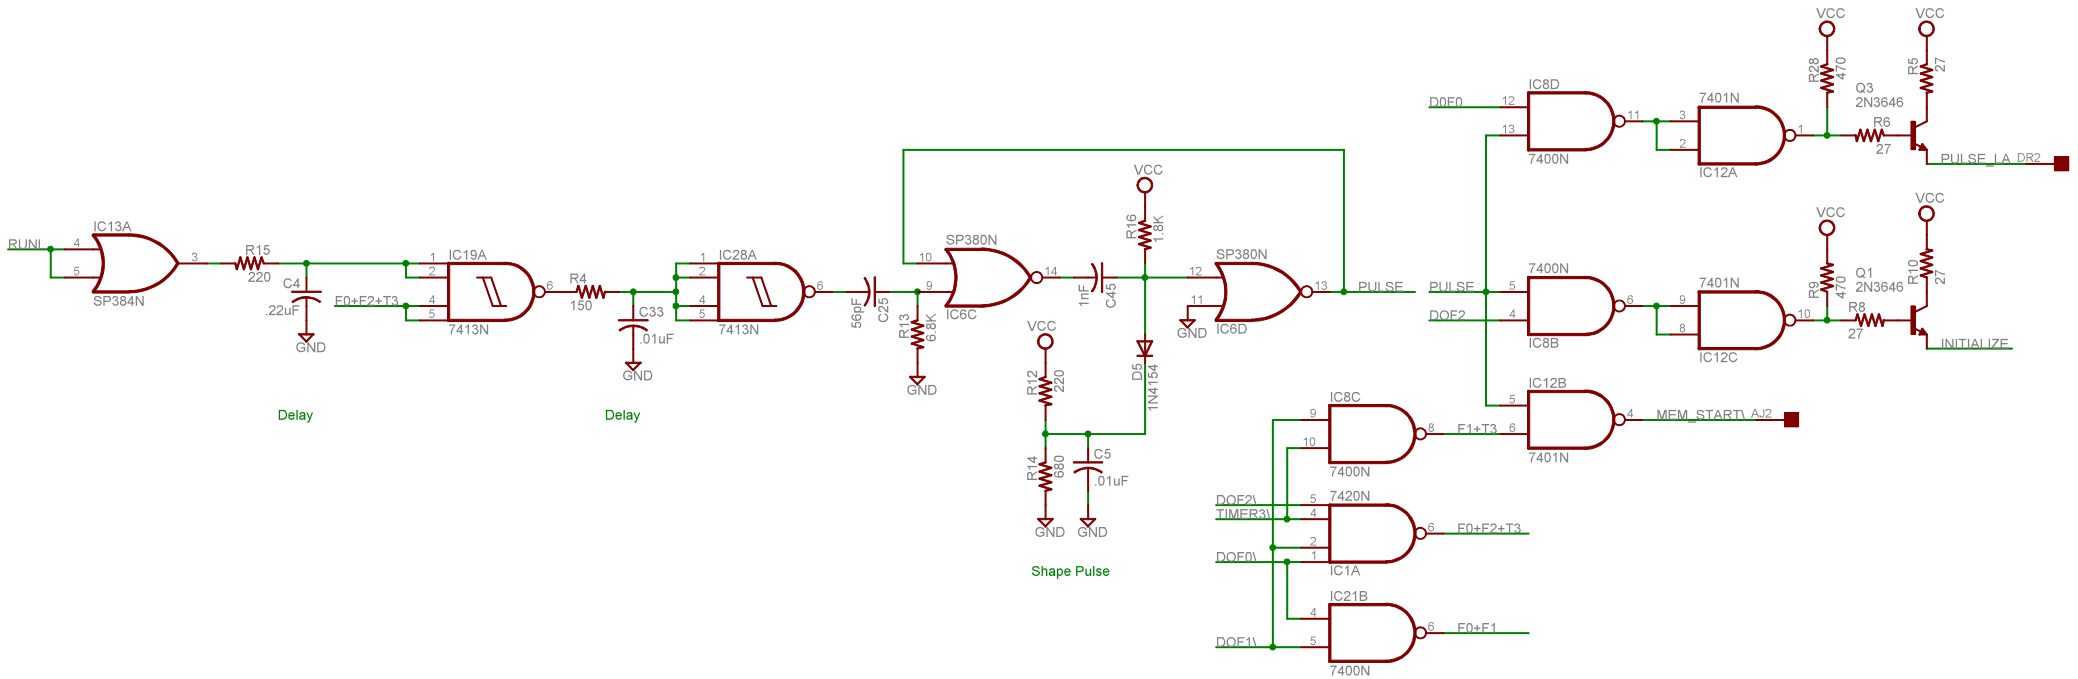 RUN\
4
5
IC13A
SP384N
3
R15
220
C4
.22uF
GND
F0+F2+T3
Delay
1
2
4
5
IC19A
7413N
6
R4
150
C33
.01uF
GND
Delay
1
2
4
5
IC28A
7413N
6
56pF
C25
R13
6.8K
GND
10
9
SP380N
IC6C
14
1nF
C45
VCC
R16
1.8K
D5
1N4154
VCC
R12
220
R14
680
C5
.01uF
GND
GND
Shape Pulse
12
11
GND
SP380N
IC6D
13
PULSE
D0F0
12
13
IC8D
7400N
11
3
2
7401N
IC12A
1
VCC
R28
470
R6
27
Q3
2N3646
VCC
R5
27
PULSE_LA
DR2
PULSE
DOF2
5
4
7400N
IC8B
6
9
8
7401N
IC12C
10
VCC
R9
470
R8
27
Q1
2N3646
VCC
R10
27
INITIALIZE
9
10
IC8C
7400N
8
F1+T3
5
6
IC12B
7401N
4
MEM_START\
AJ2
DOF2\
TIMER3\
DOF0\
5
4
2
1
7420N
IC1A
6
F0+F2+T3
DOF1\
4
5
IC21B
7400N
6
F0+F1